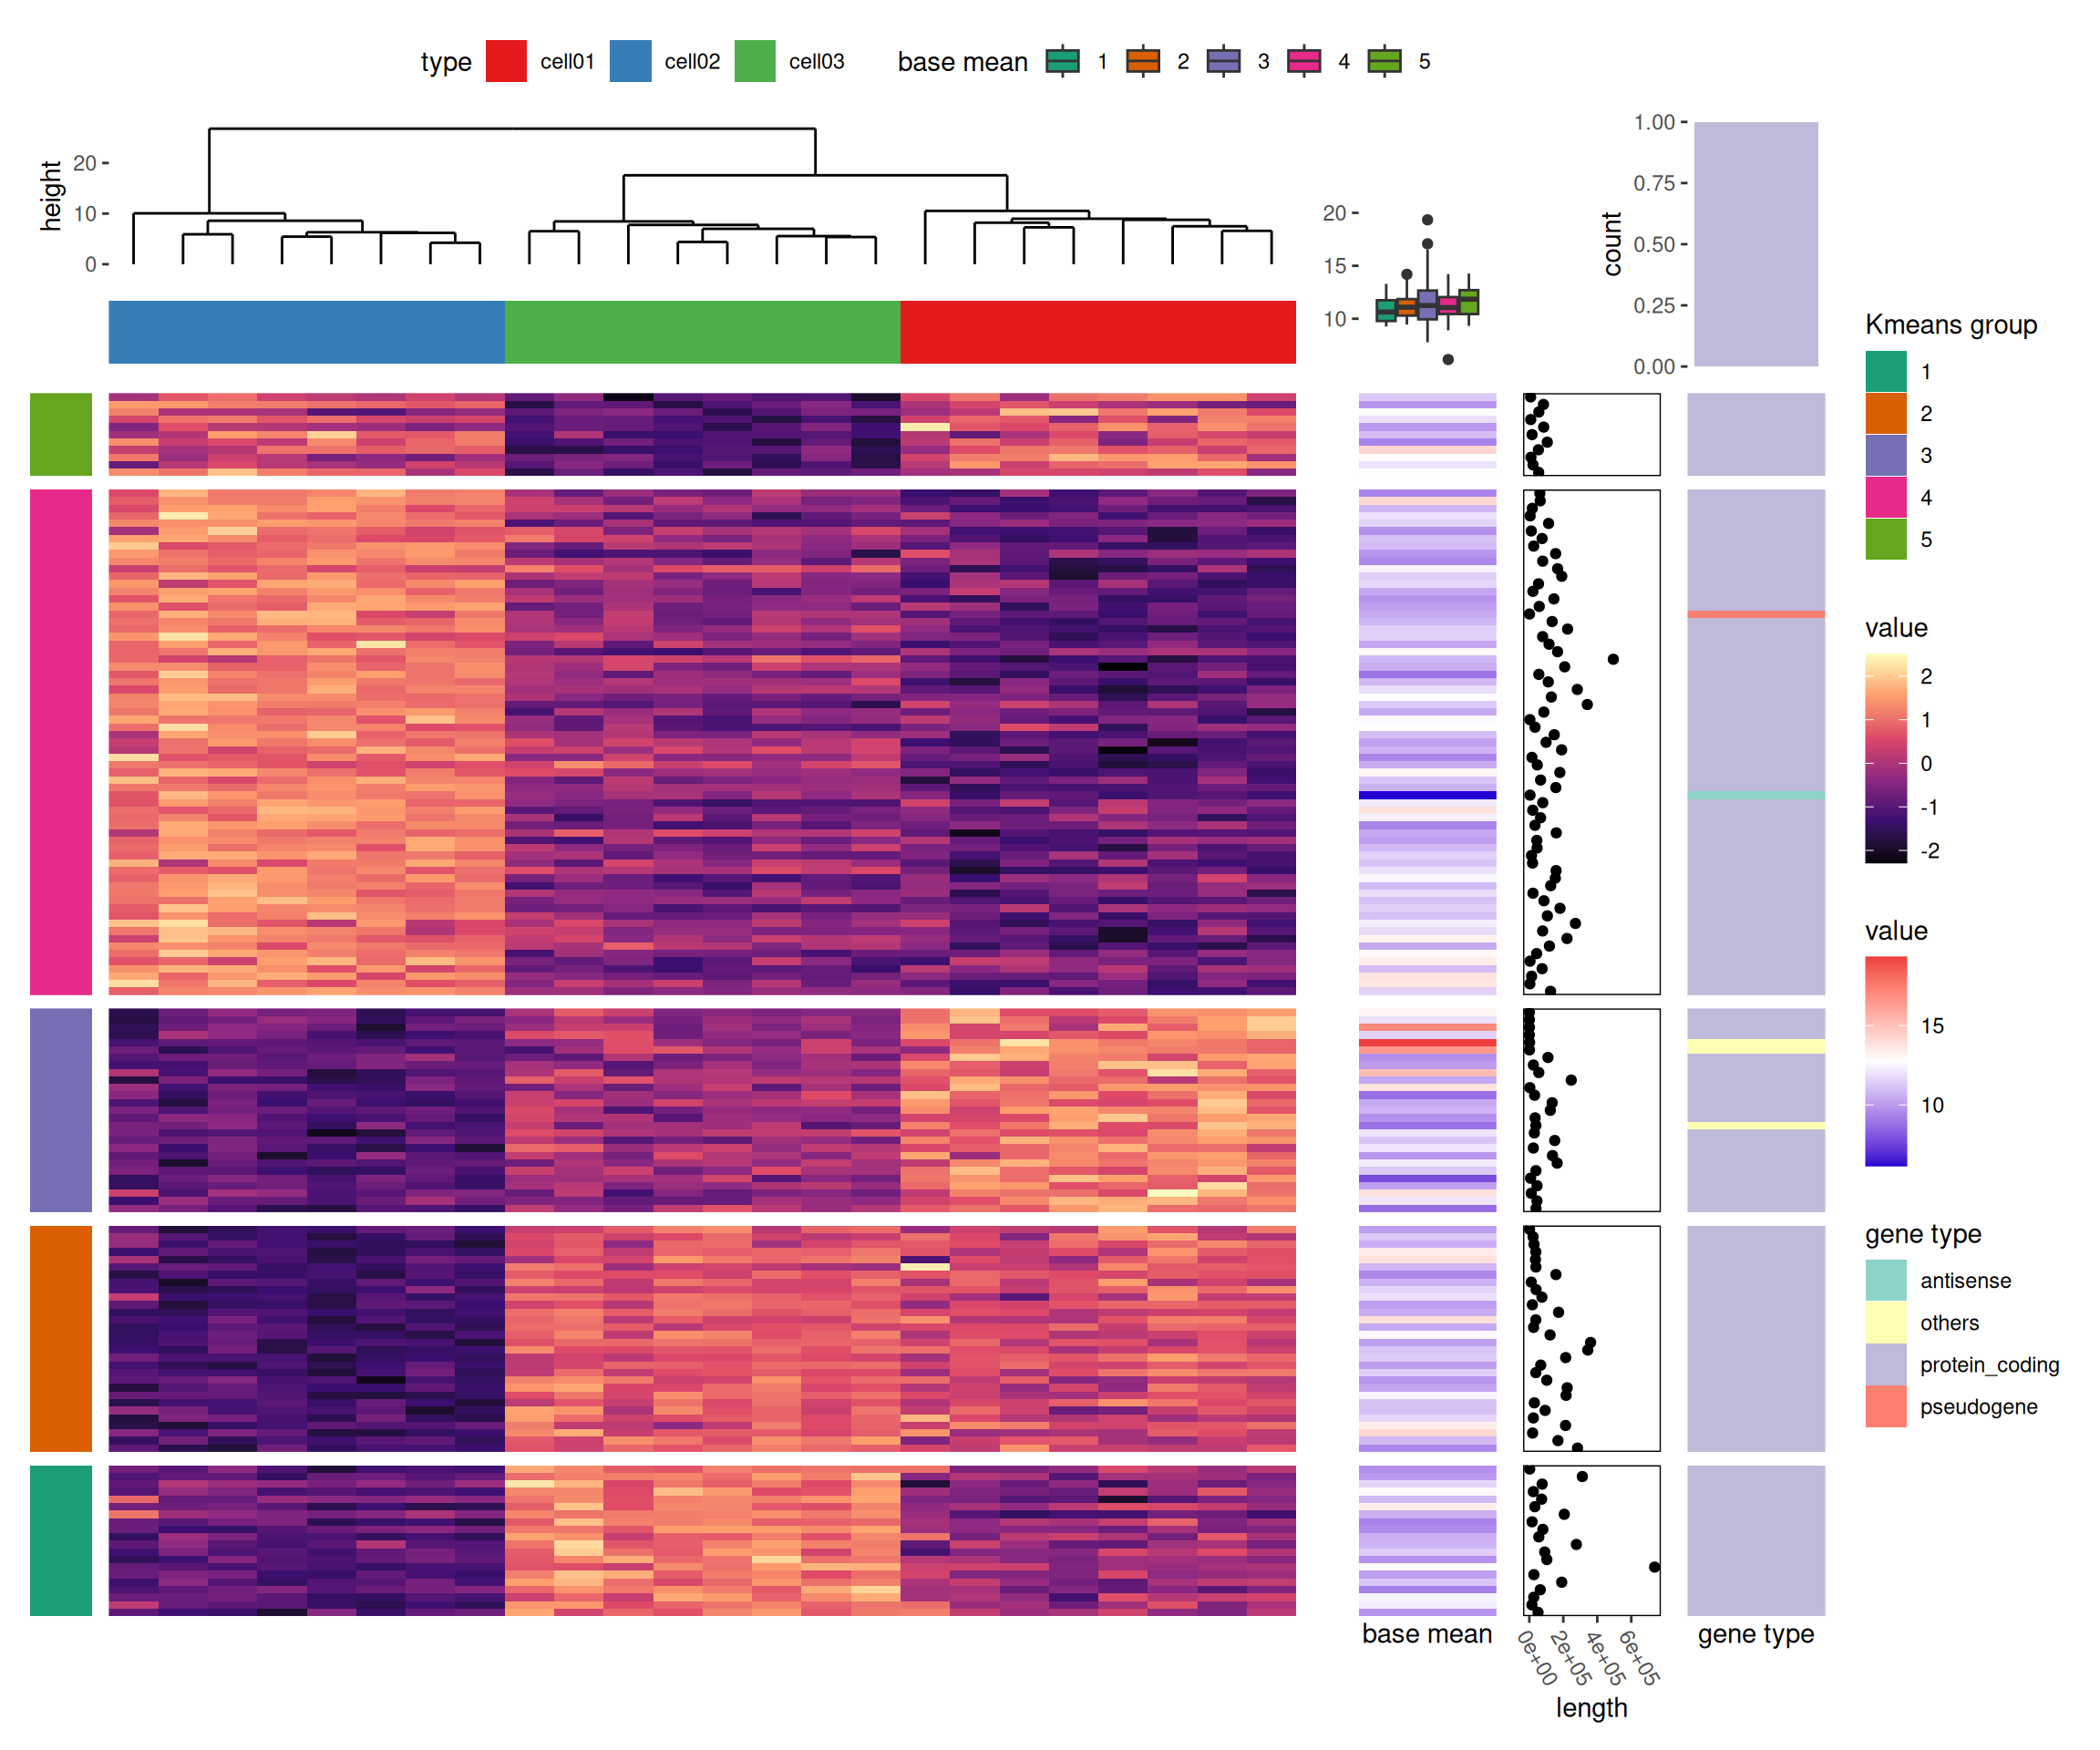 type cell01 cell02 cell03 base mean 1 2 3 4 5
height
20
10
0
20
15
10
count
1.00
0.75
0.50
0.25
0.00
Kmeans group
1
2
3
4
5
value
2
1
0
-1
-2
value
15
10
gene type
antisense
others
protein_coding
pseudogene
base mean
0e+00 2e+05 4e+05 6e+05
length
gene type